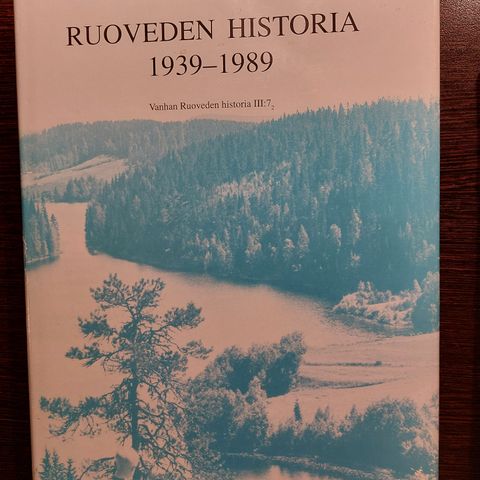 RUOVEDEN HISTORIA
1939–1989
Vanhan Ruoveden historia III:7₂